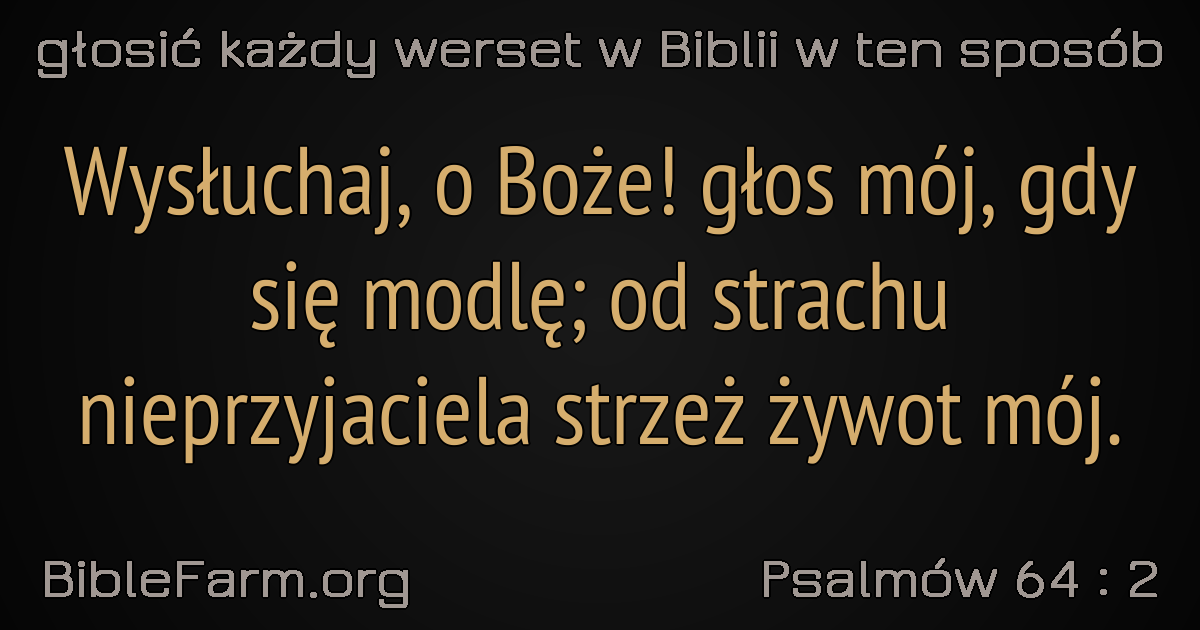 głosić każdy werset w Biblii w ten sposób
Wysłuchaj, o Boże! głos mój, gdy
się modlę; od strachu
nieprzyjaciela strzeż żywot mój.
BibleFarm.org
Psalmów 64 : 2